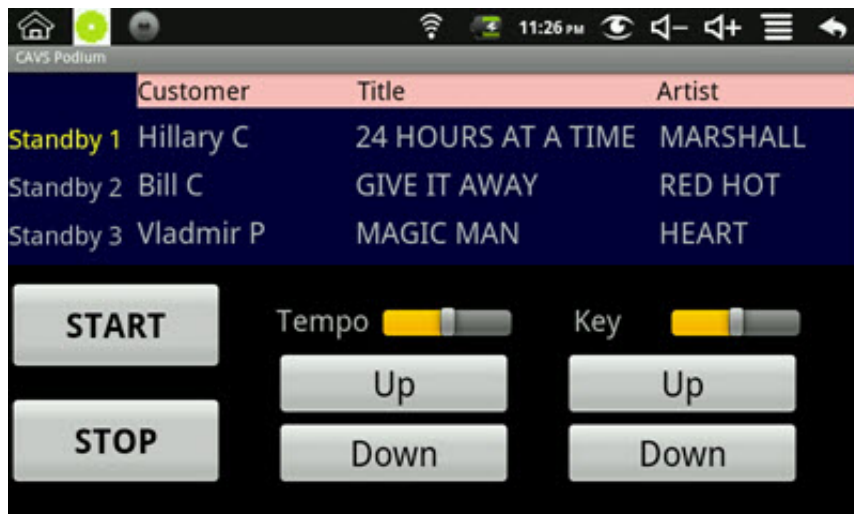 11:26 PM
CAVS Podium
Customer Title Artist
Standby 1 Hillary C 24 HOURS AT A TIME MARSHALL
Standby 2 Bill C GIVE IT AWAY RED HOT
Standby 3 Vladmir P MAGIC MAN HEART
START Tempo Key
Up Up
STOP Down Down